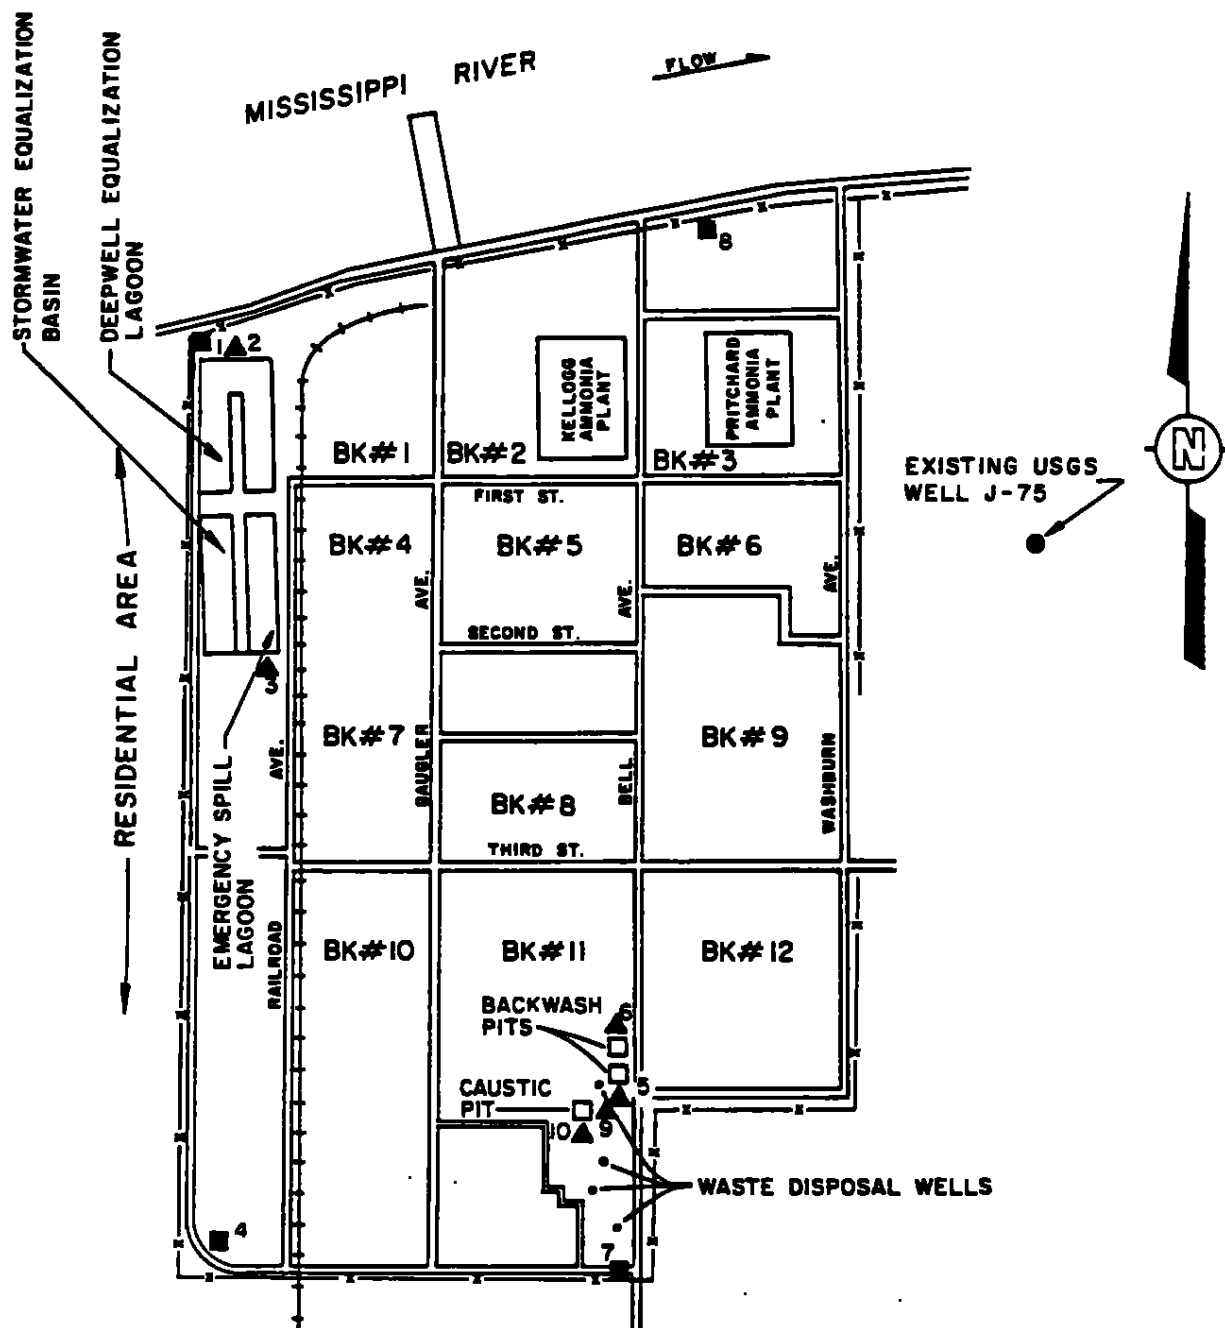 MISSISSIPPI RIVER
FLOW
STORMWATER EQUALIZATION
BASIN
DEEPWELL EQUALIZATION
LAGOON
8
1
2
KELLOGG
AMMONIA
PLANT
PRITCHARD
AMMONIA
PLANT
BK#1
BK#2
BK#3
N
EXISTING USGS
WELL J-75
FIRST ST.
BK#4
BK#5
BK#6
AVE.
AVE.
AVE.
SECOND ST.
RESIDENTIAL AREA
3
BK#7
BK#9
AVE.
GAUGLER
BELL
WASHBURN
BK#8
THIRD ST.
EMERGENCY SPILL
LAGOON
RAILROAD
BK#10
BK#11
BK#12
BACKWASH
PITS
6
5
CAUSTIC
PIT
10
9
WASTE DISPOSAL WELLS
4
7